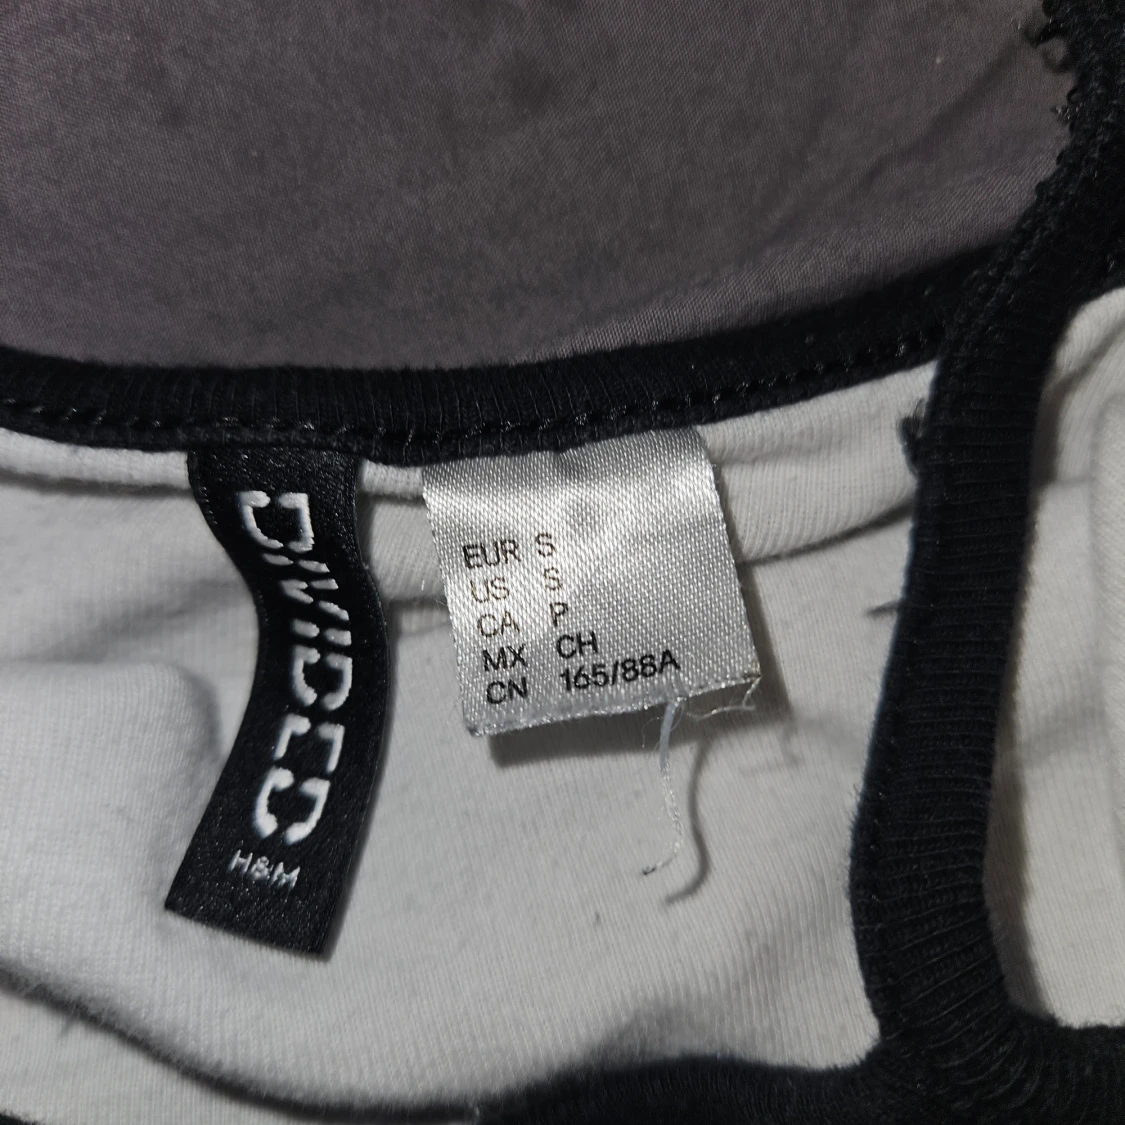 DIVIDED
H&M
EUR S
US S
CA P
MX CH
CN 165/88A